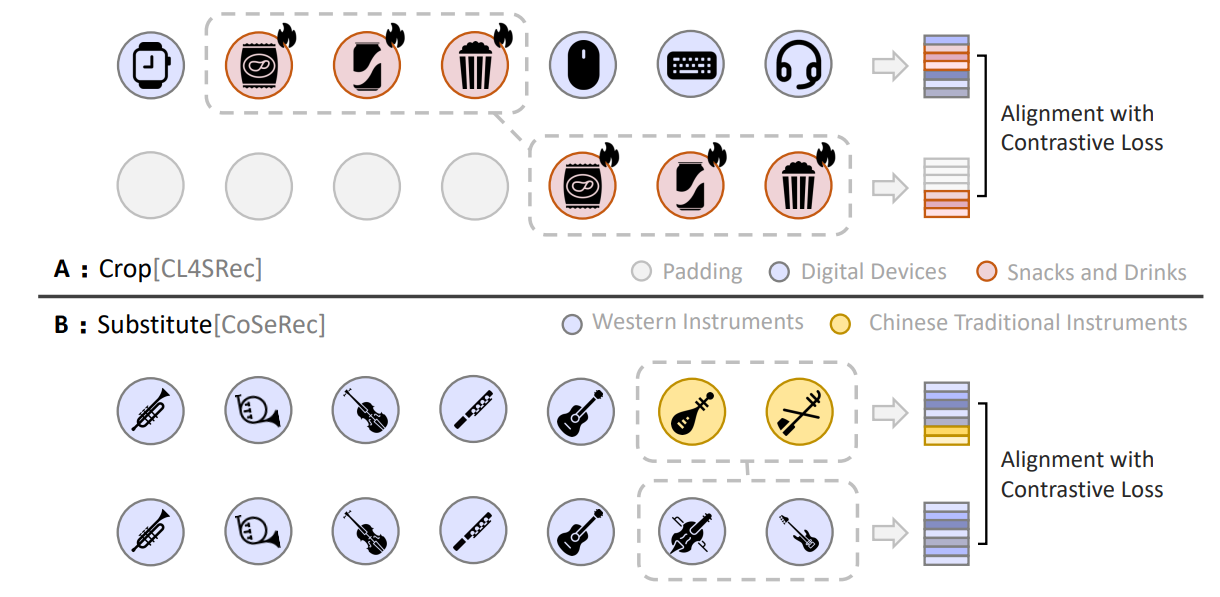 Alignment with
Contrastive Loss
A : Crop[CL4SRec]
Padding
Digital Devices
Snacks and Drinks
B : Substitute[CoSeRec]
Western Instruments
Chinese Traditional Instruments
Alignment with
Contrastive Loss